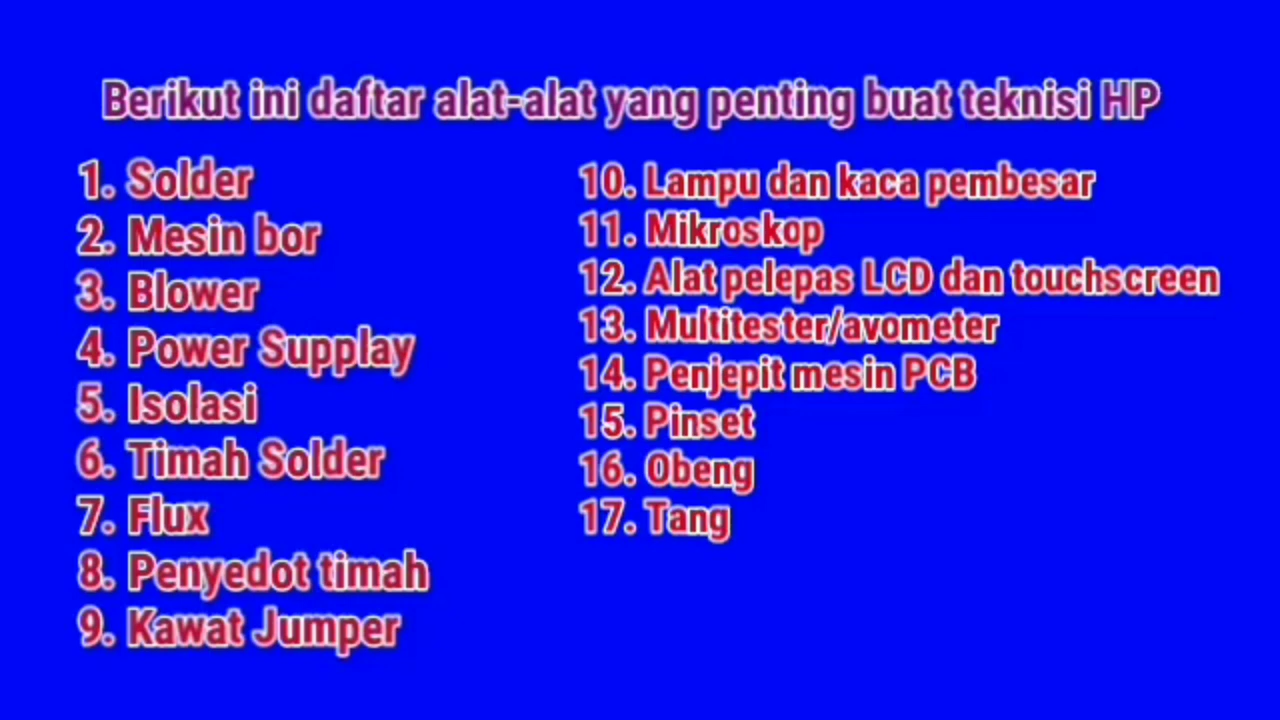 Berikut ini daftar alat-alat yang penting buat teknisi HP
1. Solder
2. Mesin bor
3. Blower
4. Power Supplay
5. Isolasi
6. Timah Solder
7. Flux
8. Penyedot timah
9. Kawat Jumper
10. Lampu dan kaca pembesar
11. Mikroskop
12. Alat pelepas LCD dan touchscreen
13. Multitester/avometer
14. Penjepit mesin PCB
15. Pinset
16. Obeng
17. Tang